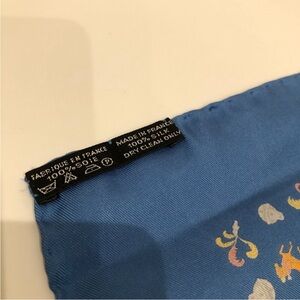 FABRIQUE EN FRANCE
100% SOIE
MADE IN FRANCE
100% SILK
DRY CLEAN ONLY